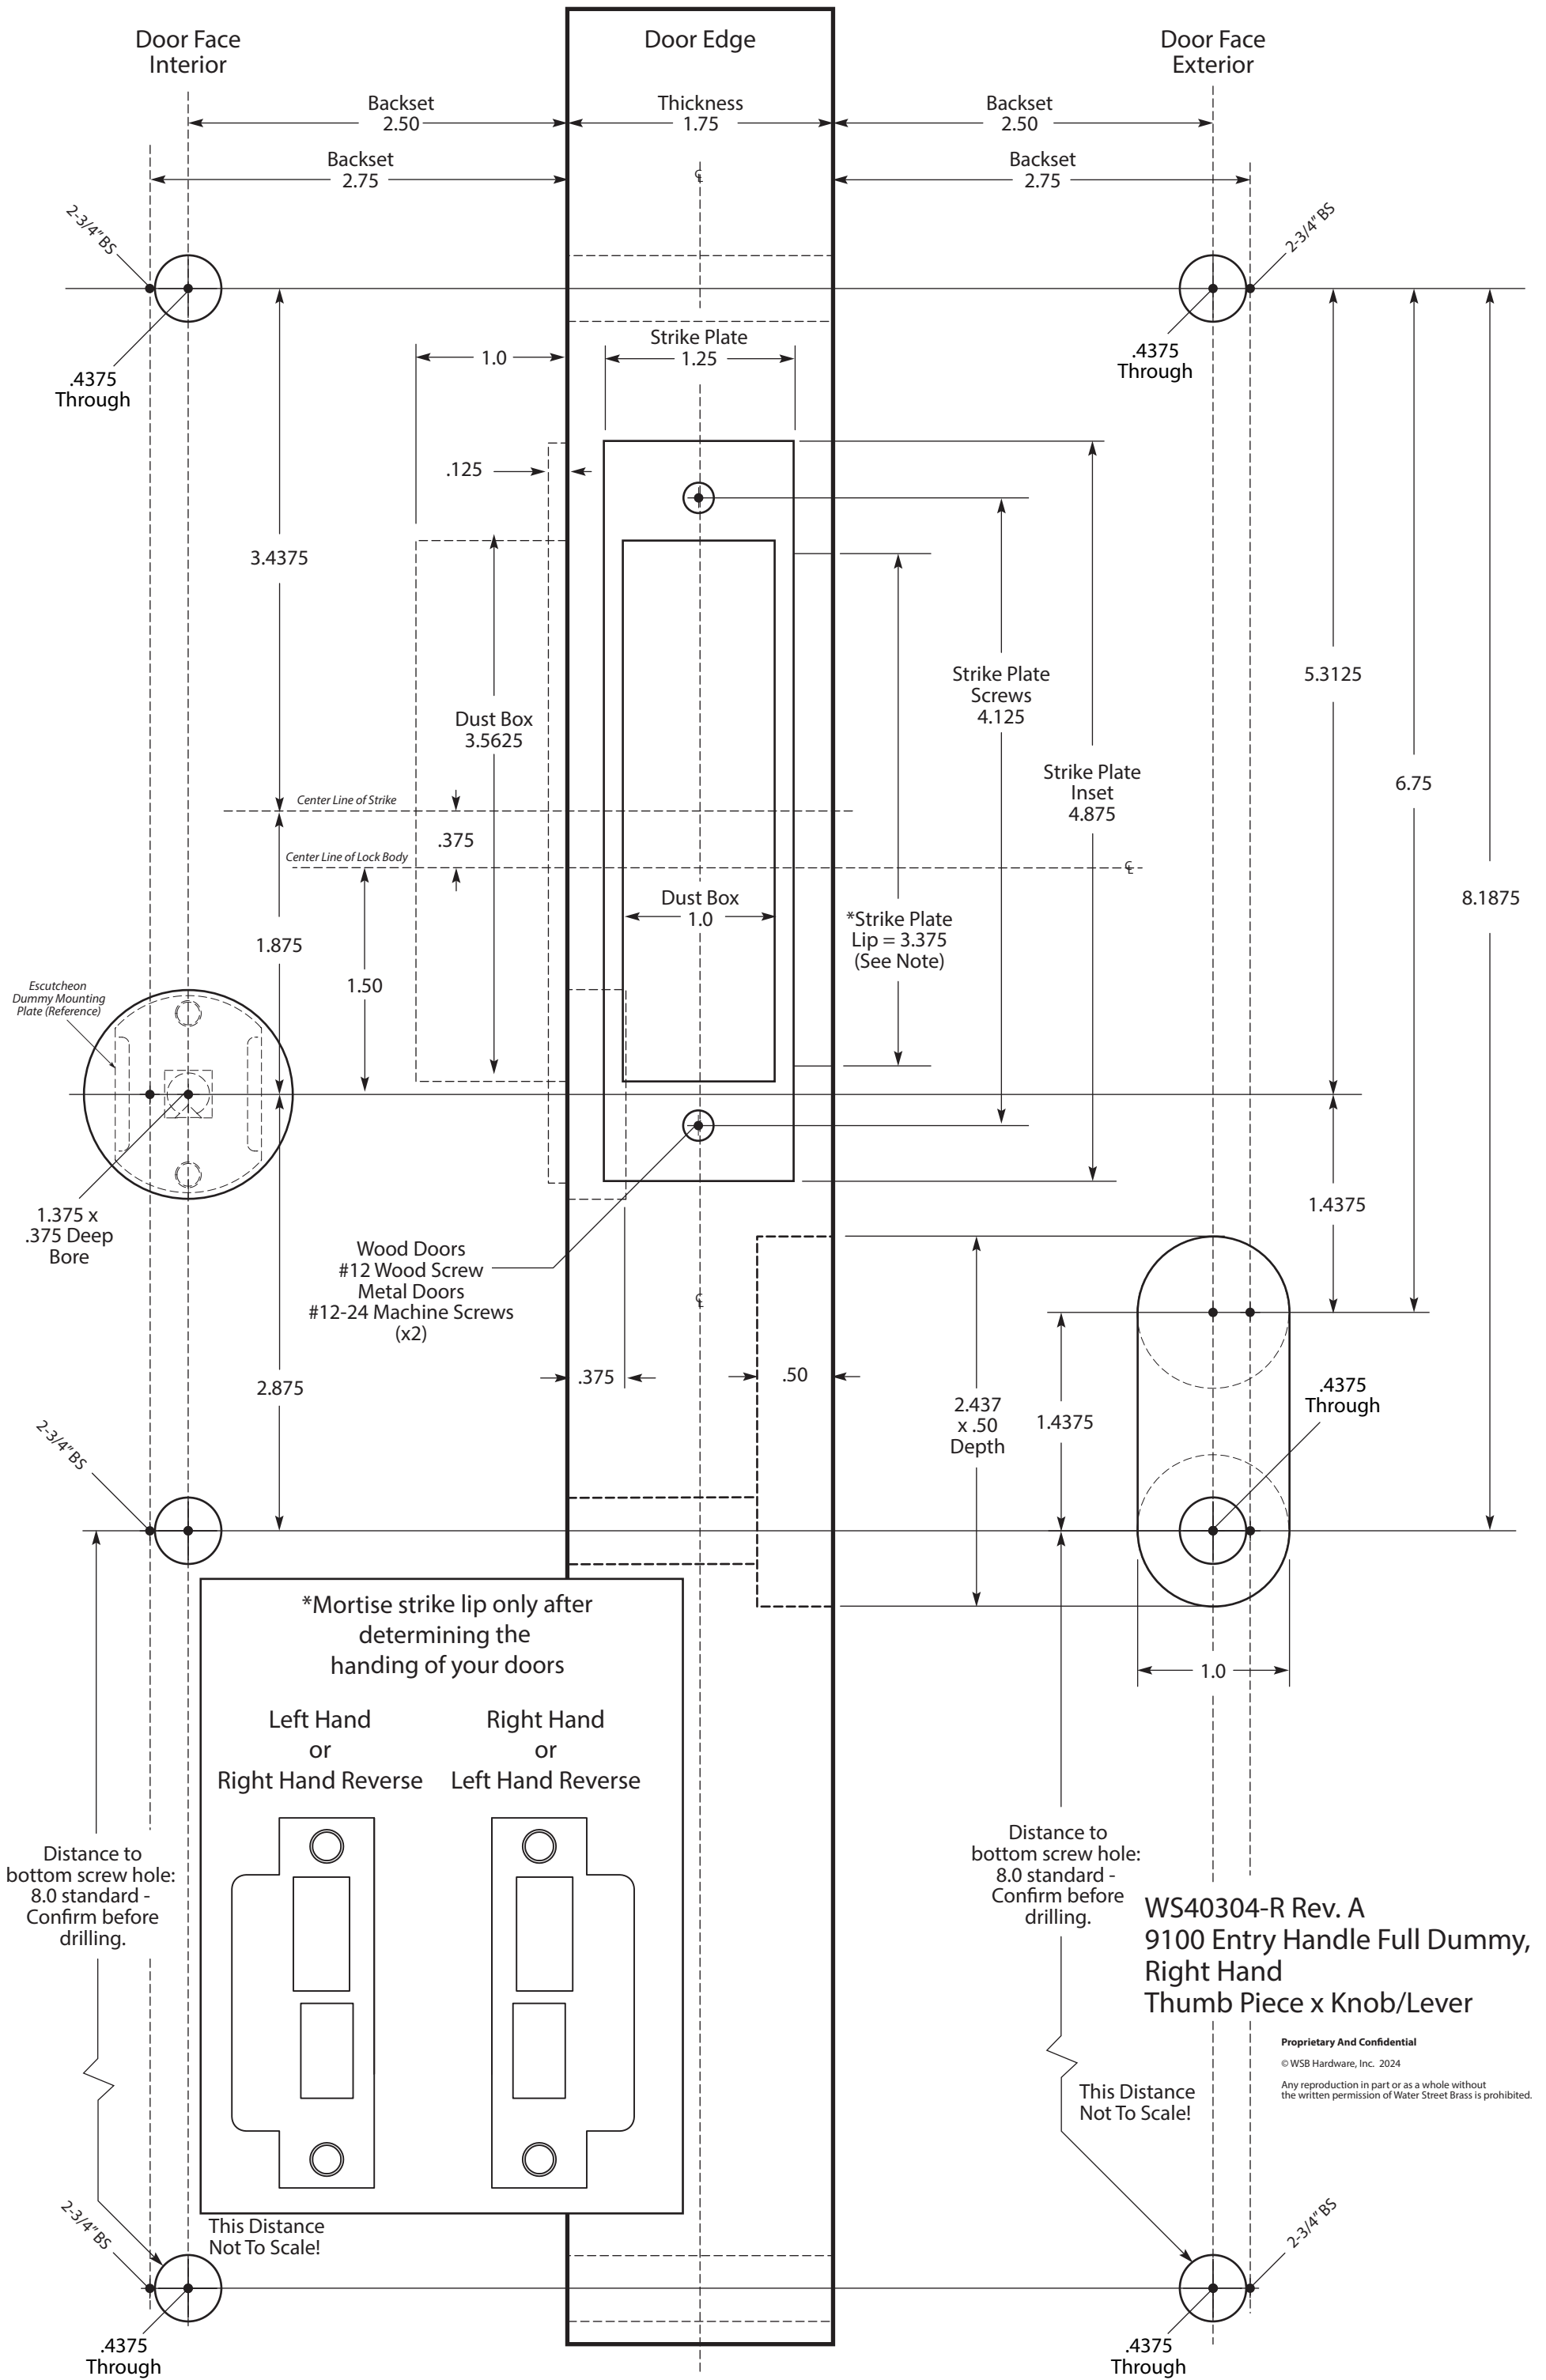 Door Face
Interior
Door Edge
Door Face
Exterior
Backset
2.50
Thickness
1.75
Backset
2.50
Backset
2.75
Backset
2.75
℄
2-3/4" BS
2-3/4" BS
.4375
Through
.4375
Through
1.0
Strike Plate
1.25
.125
3.4375
Strike Plate
Screws
4.125
5.3125
Dust Box
3.5625
Strike Plate
Inset
4.875
6.75
Center Line of Strike
.375
Center Line of Lock Body
℄
Dust Box
1.0
*Strike Plate
Lip = 3.375
(See Note)
8.1875
1.875
1.50
Escutcheon
Dummy Mounting
Plate (Reference)
1.375 x
.375 Deep
Bore
1.4375
Wood Doors
#12 Wood Screw
Metal Doors
#12-24 Machine Screws
(x2)
℄
.375
.50
2.875
2.437
x .50
Depth
1.4375
.4375
Through
2-3/4" BS
1.0
*Mortise strike lip only after
determining the
handing of your doors
Left Hand
or
Right Hand Reverse
Right Hand
or
Left Hand Reverse
Distance to
bottom screw hole:
8.0 standard -
Confirm before
drilling.
Distance to
bottom screw hole:
8.0 standard -
Confirm before
drilling.
WS40304-R Rev. A
9100 Entry Handle Full Dummy,
Right Hand
Thumb Piece x Knob/Lever
Proprietary And Confidential
© WSB Hardware, Inc. 2024
Any reproduction in part or as a whole without
the written permission of Water Street Brass is prohibited.
This Distance
Not To Scale!
This Distance
Not To Scale!
2-3/4" BS
2-3/4" BS
.4375
Through
.4375
Through